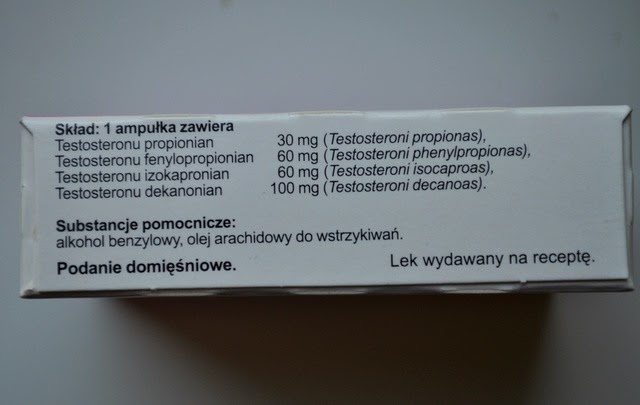 Skład: 1 ampułka zawiera
Testosteronu propionian 30 mg (Testosteroni propionas),
Testosteronu fenylopropionian 60 mg (Testosteroni phenylpropionas),
Testosteronu izokapronian 60 mg (Testosteroni isocaproas),
Testosteronu dekanonian 100 mg (Testosteroni decanoas).
Substancje pomocnicze:
alkohol benzylowy, olej arachidowy do wstrzykiwań.
Podanie domięśniowe. Lek wydawany na receptę.